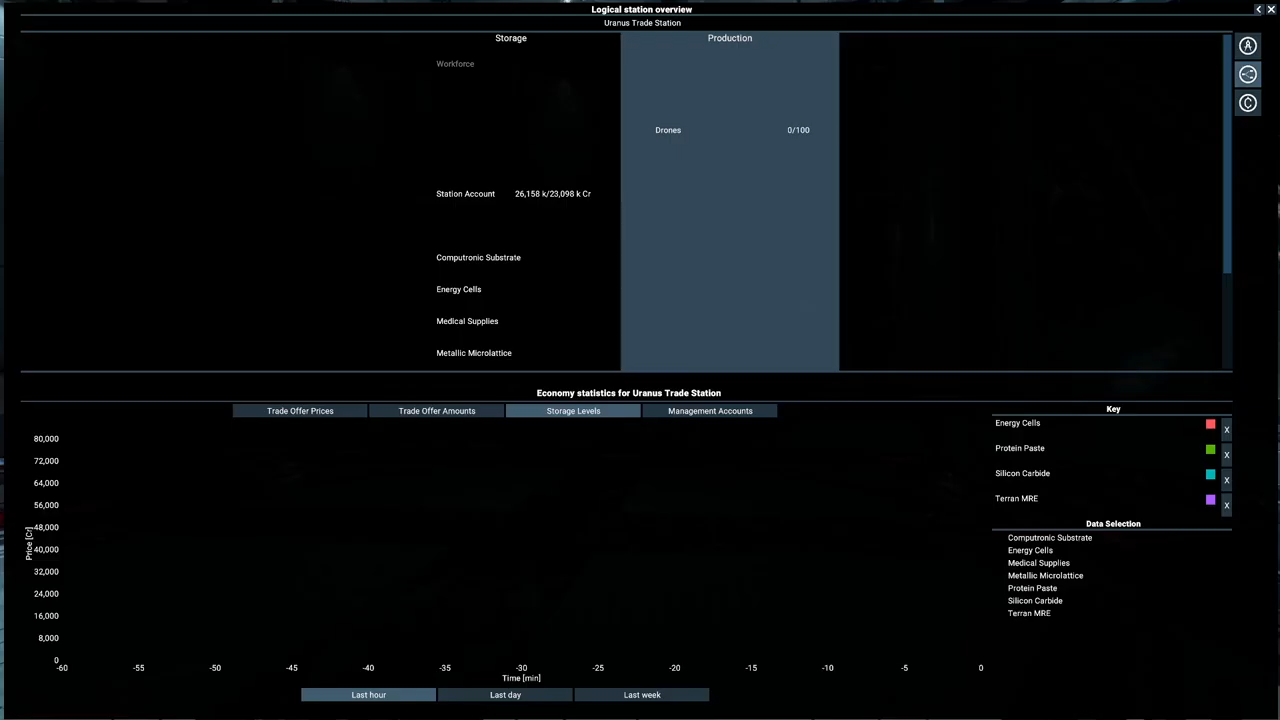 Logical station overview
Uranus Trade Station
Storage
Production
Workforce
Drones 0/100
Station Account 26,158 k/23,098 k Cr
Computronic Substrate
Energy Cells
Medical Supplies
Metallic Microlattice
Economy statistics for Uranus Trade Station
Trade Offer Prices
Trade Offer Amounts
Storage Levels
Management Accounts
80,000
72,000
64,000
56,000
48,000
40,000
32,000
24,000
16,000
8,000
0
Price [Cr]
-60 -55 -50 -45 -40 -35 -30 -25 -20 -15 -10 -5 0
Time [min]
Last hour
Last day
Last week
Key
Energy Cells X
Protein Paste X
Silicon Carbide X
Terran MRE X
Data Selection
Computronic Substrate
Energy Cells
Medical Supplies
Metallic Microlattice
Protein Paste
Silicon Carbide
Terran MRE